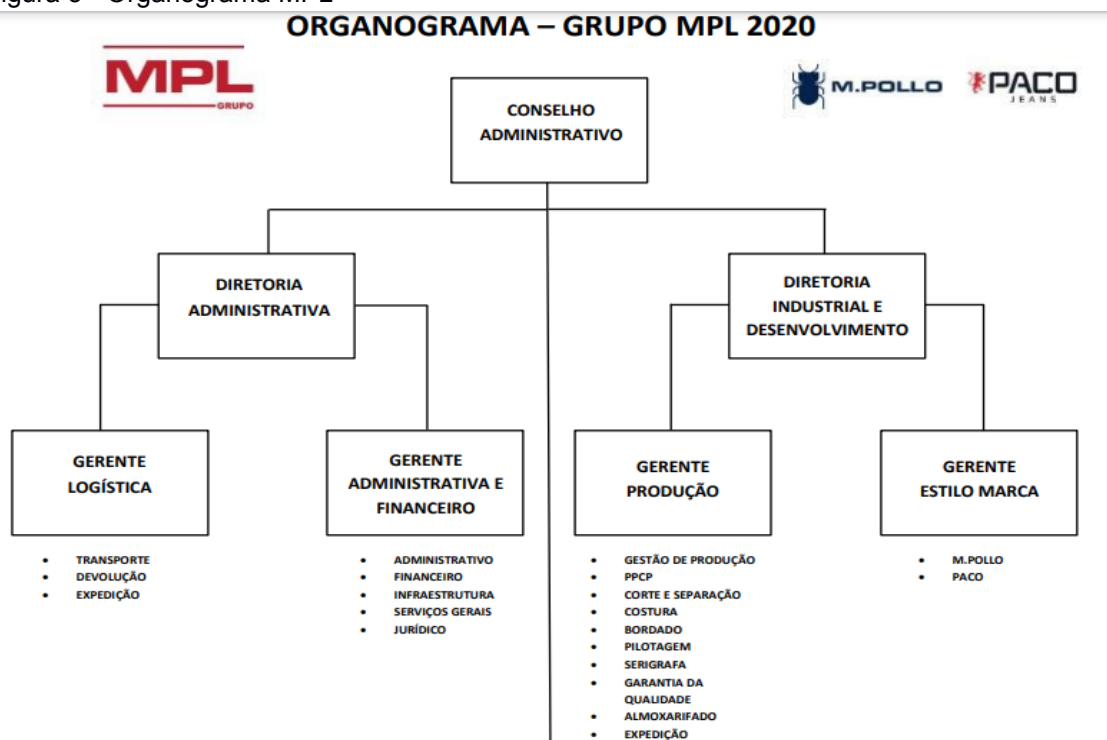 ORGANOGRAMA – GRUPO MPL 2020
MPL
GRUPO
M.POLLO
PACO
JEANS
CONSELHO
ADMINISTRATIVO
DIRETORIA
ADMINISTRATIVA
DIRETORIA
INDUSTRIAL E
DESENVOLVIMENTO
GERENTE
LOGÍSTICA
GERENTE
ADMINISTRATIVA E
FINANCEIRO
GERENTE
PRODUÇÃO
GERENTE
ESTILO MARCA
• TRANSPORTE
• DEVOLUÇÃO
• EXPEDIÇÃO
• ADMINISTRATIVO
• FINANCEIRO
• INFRAESTRUTURA
• SERVIÇOS GERAIS
• JURÍDICO
• GESTÃO DE PRODUÇÃO
• PPCP
• CORTE E SEPARAÇÃO
• COSTURA
• BORDADO
• PILOTAGEM
• SERIGRAFA
• GARANTIA DA
QUALIDADE
• ALMOXARIFADO
• EXPEDIÇÃO
• M.POLLO
• PACO